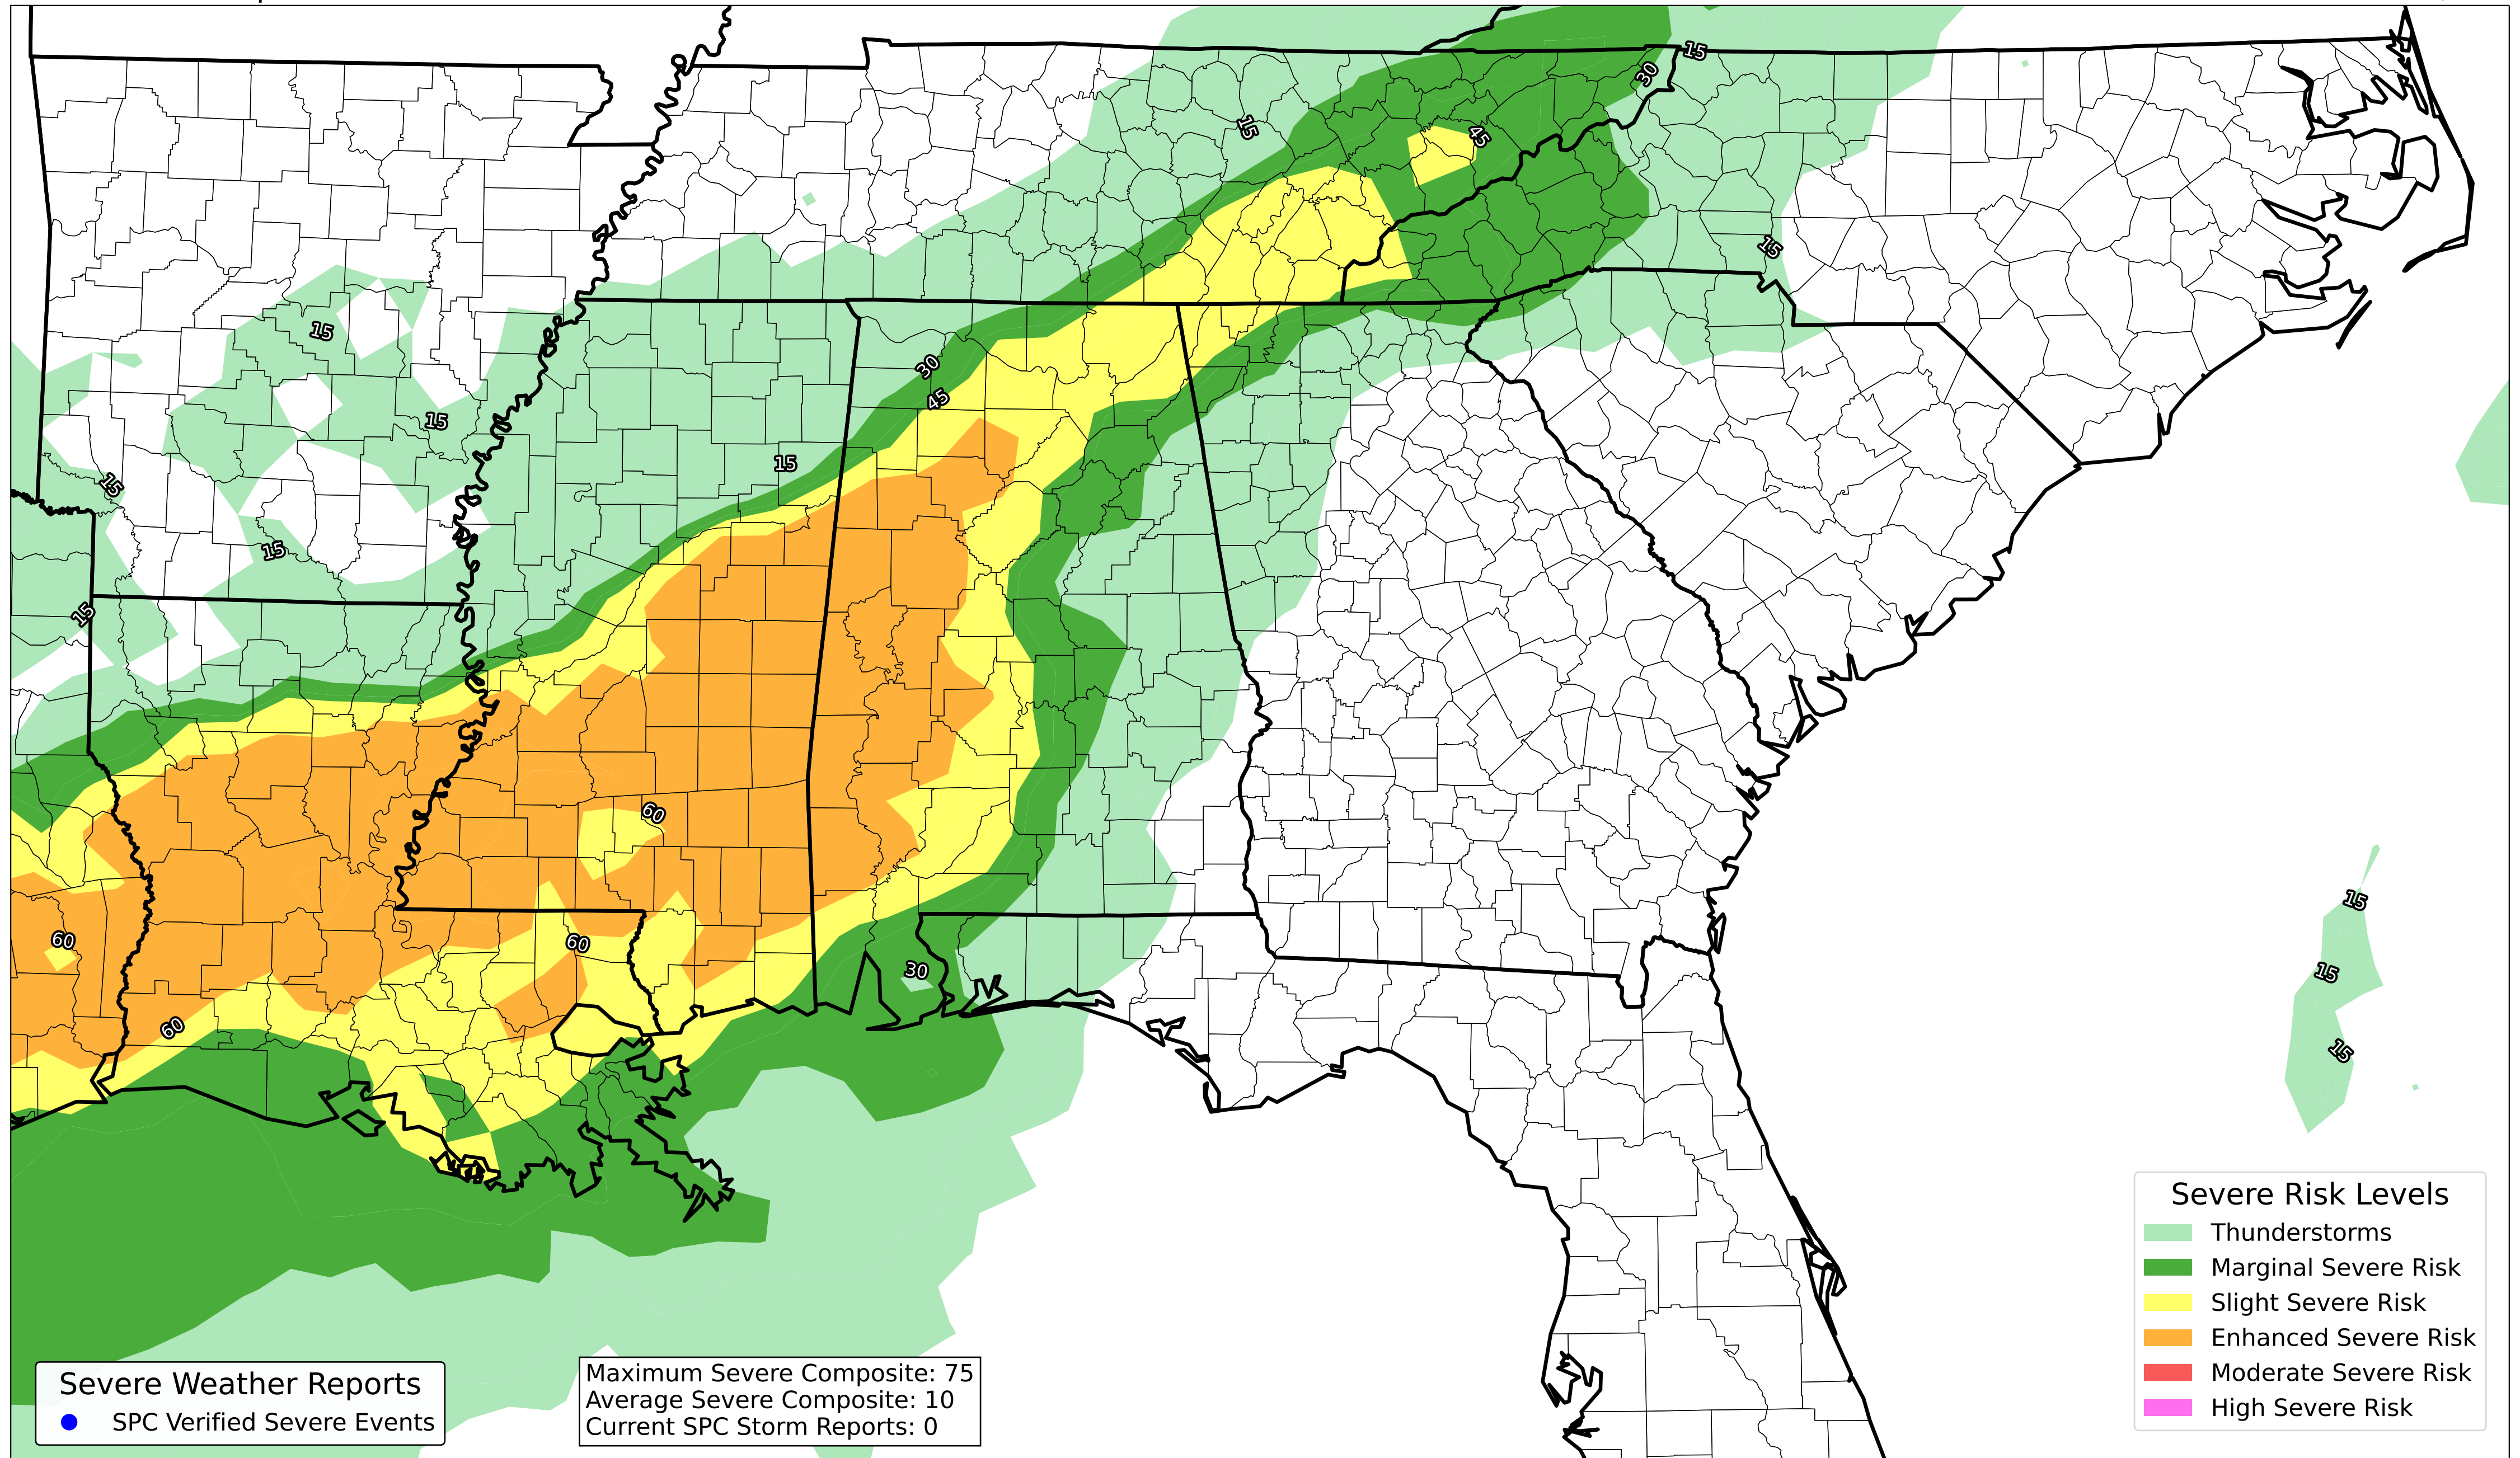 15
30
15
45
15
15
30
45
15
15
15
15
15
60
15
60
60
30
15
60
15
Severe Weather Reports
SPC Verified Severe Events
Maximum Severe Composite: 75
Average Severe Composite: 10
Current SPC Storm Reports: 0
Severe Risk Levels
Thunderstorms
Marginal Severe Risk
Slight Severe Risk
Enhanced Severe Risk
Moderate Severe Risk
High Severe Risk